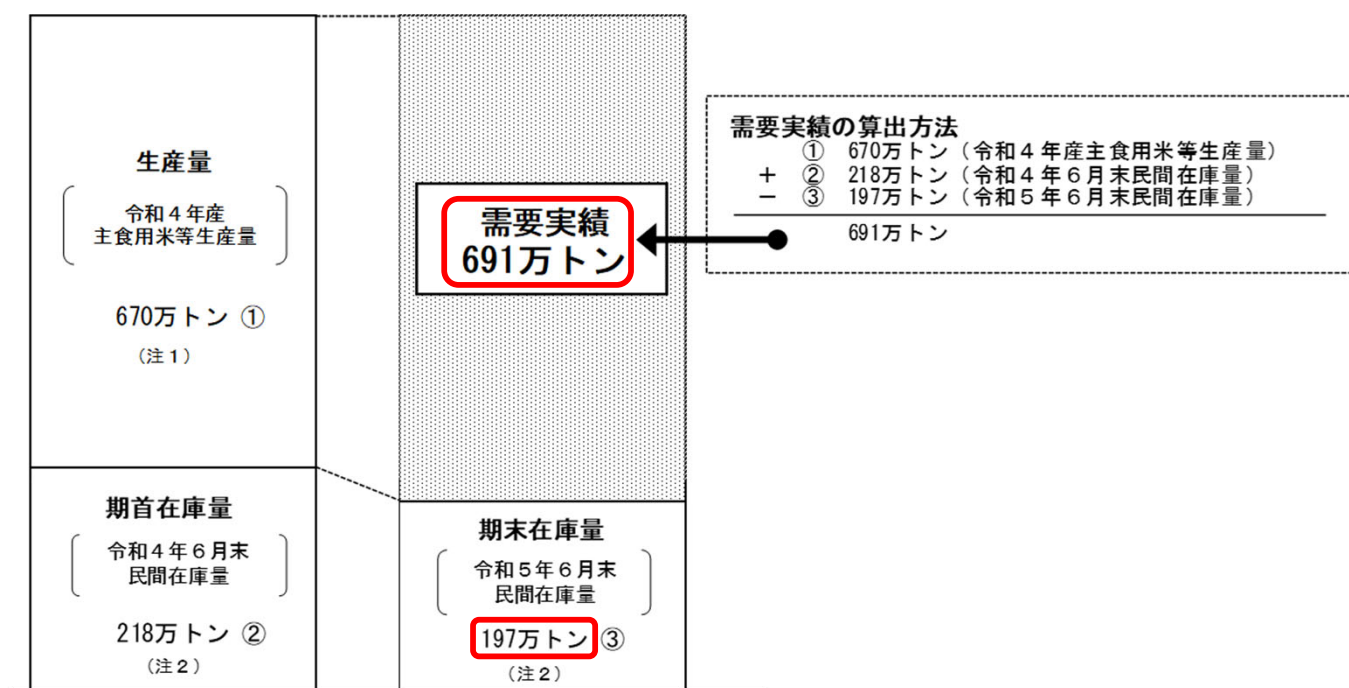 生産量
令和４年産
主食用米等生産量
670万トン ①
（注１）
期首在庫量
令和４年６月末
民間在庫量
218万トン ②
（注２）
需要実績
691万トン
期末在庫量
令和５年６月末
民間在庫量
197万トン ③
（注２）
需要実績の算出方法
① 670万トン（令和４年産主食用米等生産量）
＋ ② 218万トン（令和４年６月末民間在庫量）
－ ③ 197万トン（令和５年６月末民間在庫量）
691万トン